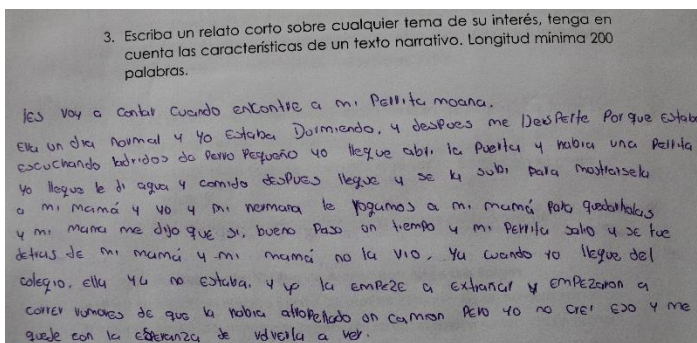 3. Escriba un relato corto sobre cualquier tema de su interés, tenga en
cuenta las características de un texto narrativo. Longitud mínima 200
palabras.
les voy a contar cuando encontre a mi Perrita moana.
Era un dia normal y yo Estaba Dormiendo, y despues me Desperte Porque estaba
escuchando ladridos de Perro Pequeño yo llegue abri la Puerta y habia una Perrita
yo llegue le di agua y comida despues llegue y se la subi para mostrarsela
a mi mamá y yo y mi hermana le rogamos a mi mamá para quedarnolas
y mi mama me dijo que si, bueno Paso un tiempo y mi Perrita salio y se fue
detras de mi mamá y mi mamá no la vio, Ya cuando yo llegue del
colegio, ella ya no estaba, y yo la empeze a extrañar y empezaron a
correr rumores de que la habia atropellado un camion Pero yo no crei eso y me
quede con la esperanza de volverla a ver.